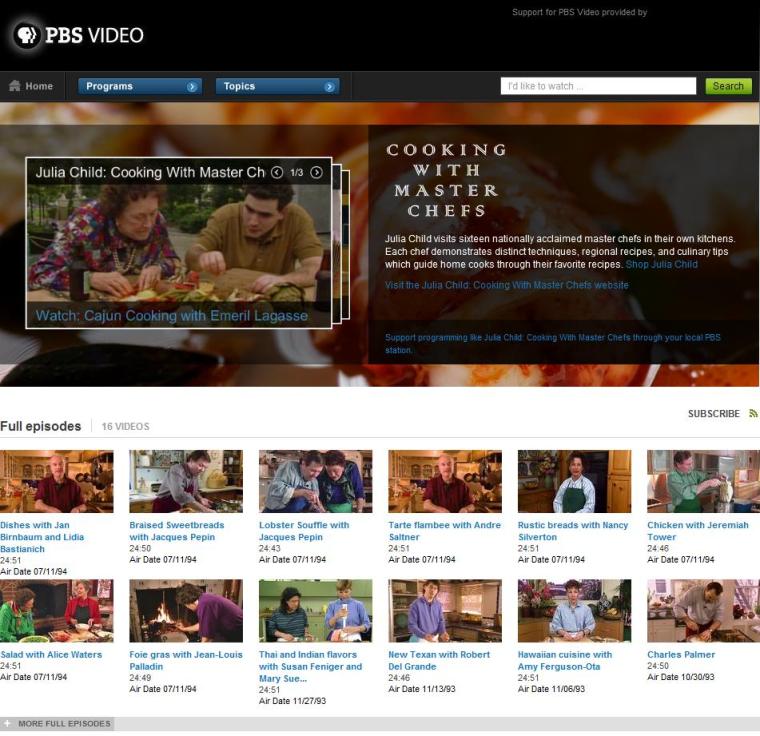 Support for PBS Video provided by
PBS VIDEO
Home
Programs
Topics
I'd like to watch ...
Search
Julia Child: Cooking With Master Ch
1/3
Watch: Cajun Cooking with Emeril Lagasse
COOKING
WITH
MASTER
CHEFS
Julia Child visits sixteen nationally acclaimed master chefs in their own kitchens.
Each chef demonstrates distinct techniques, regional recipes, and culinary tips
which guide home cooks through their favorite recipes. Shop Julia Child
Visit the Julia Child: Cooking With Master Chefs website
Support programming like Julia Child: Cooking With Master Chefs through your local PBS
station.
SUBSCRIBE
Full episodes
16 VIDEOS
Dishes with Jan
Birnbaum and Lidia
Bastianich
24:51
Air Date 07/11/94
Braised Sweetbreads
with Jacques Pepin
24:50
Air Date 07/11/94
Lobster Souffle with
Jacques Pepin
24:43
Air Date 07/11/94
Tarte flambee with Andre
Saltner
24:51
Air Date 07/11/94
Rustic breads with Nancy
Silverton
24:51
Air Date 07/11/94
Chicken with Jeremiah
Tower
24:46
Air Date 07/11/94
Salad with Alice Waters
24:51
Air Date 07/11/94
Foie gras with Jean-Louis
Palladin
24:49
Air Date 07/11/94
Thai and Indian flavors
with Susan Feniger and
Mary Sue...
24:51
Air Date 11/27/93
New Texan with Robert
Del Grande
24:46
Air Date 11/13/93
Hawaiian cuisine with
Amy Ferguson-Ota
24:51
Air Date 11/06/93
Charles Palmer
24:50
Air Date 10/30/93
+ MORE FULL EPISODES